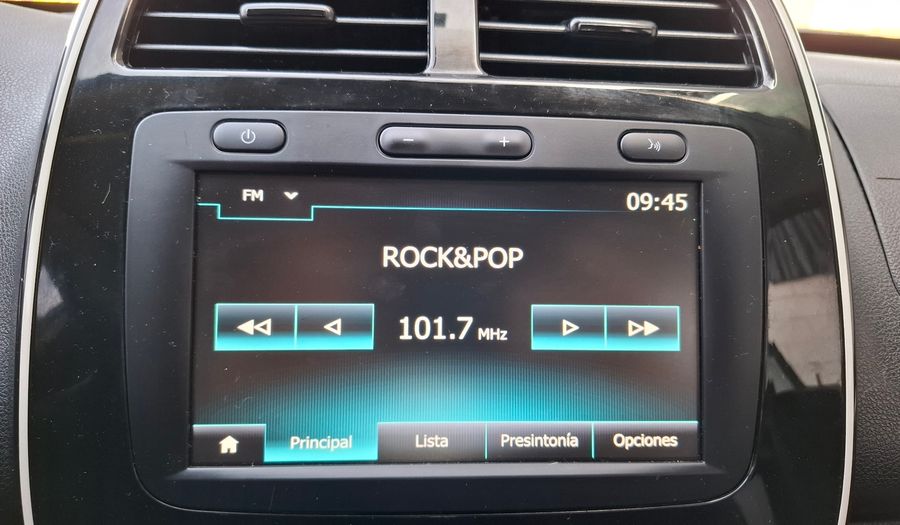 FM
09:45
ROCK&POP
101.7 MHz
Principal
Lista
Presintonía
Opciones